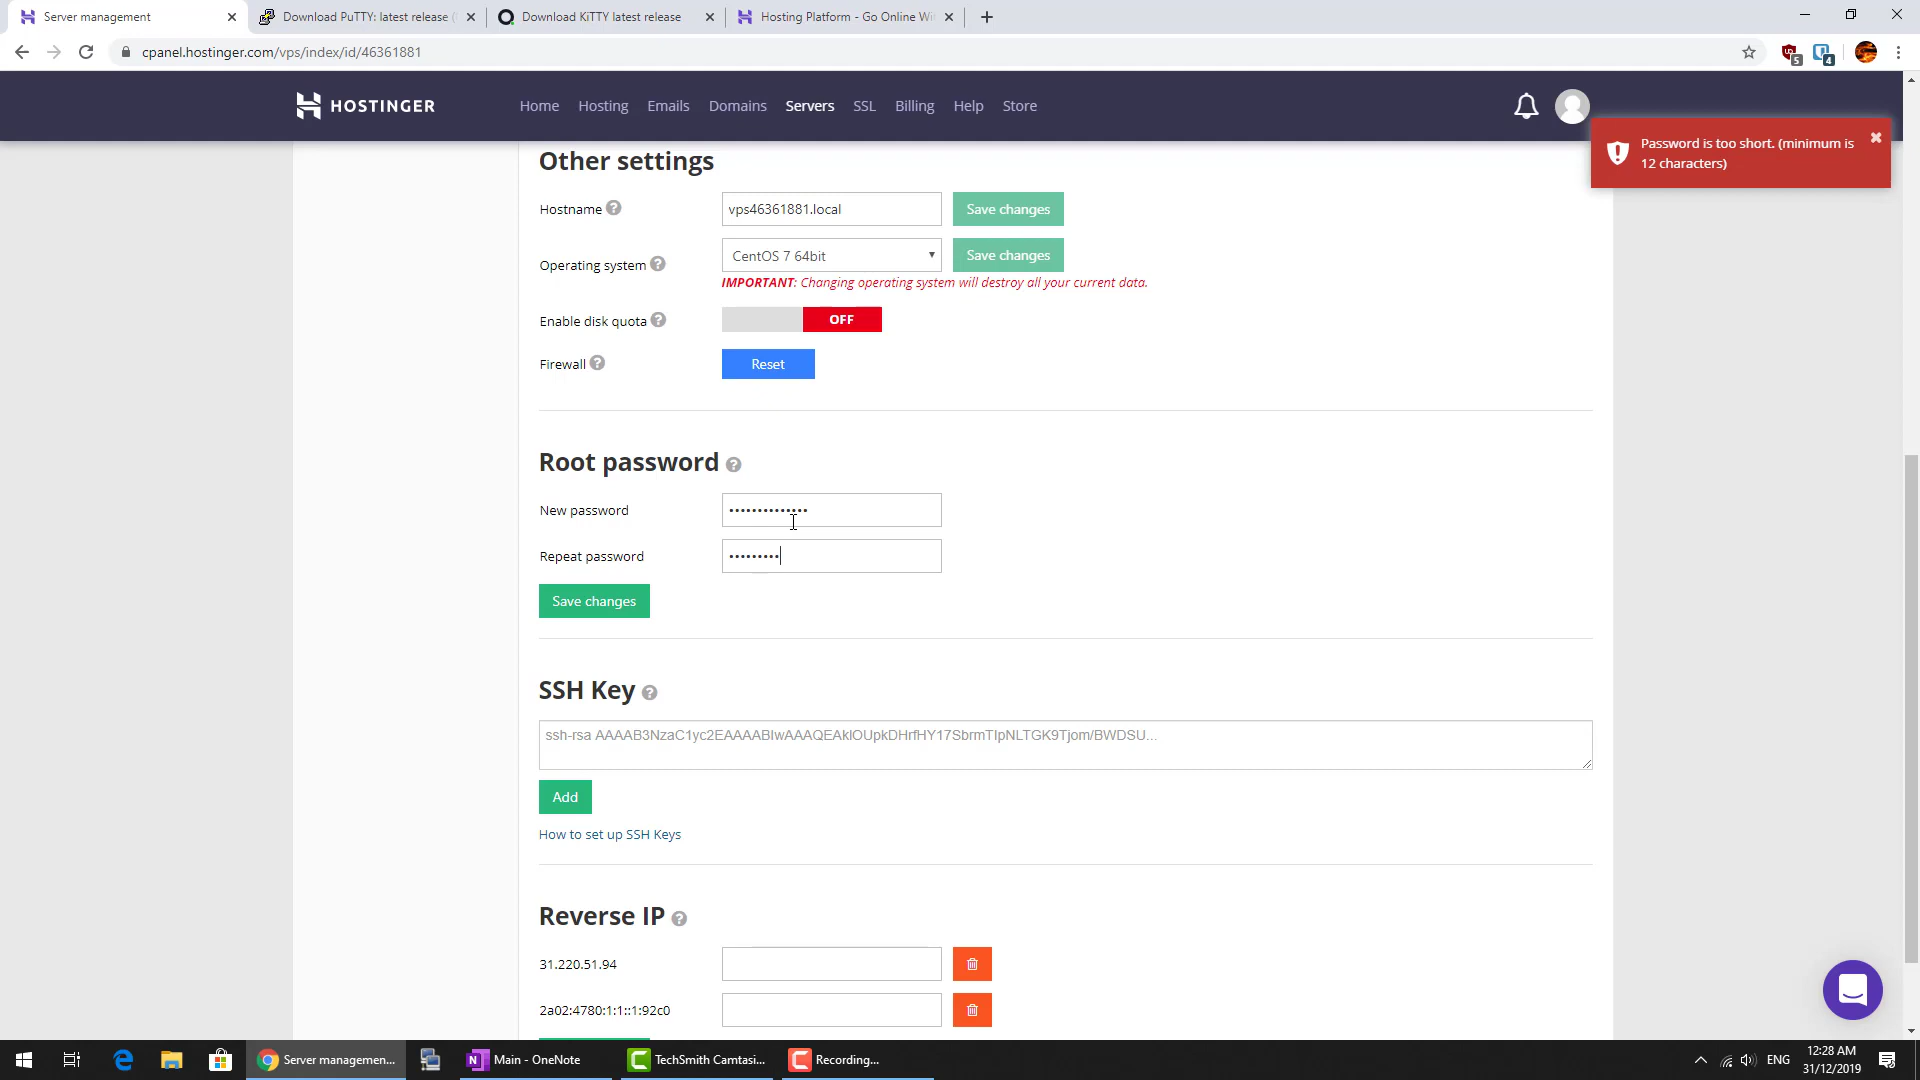 Server management
Download PuTTY: latest release (
Download KiTTY latest release
Hosting Platform - Go Online Wi
cpanel.hostinger.com/vps/index/id/46361881
5
4
HOSTINGER
Home
Hosting
Emails
Domains
Servers
SSL
Billing
Help
Store
Password is too short. (minimum is
12 characters)
Other settings
Hostname
vps46361881.local
Save changes
Operating system
CentOS 7 64bit
Save changes
IMPORTANT: Changing operating system will destroy all your current data.
Enable disk quota
OFF
Firewall
Reset
Root password
New password
••••••••••••••
Repeat password
•••••••••
Save changes
SSH Key
ssh-rsa AAAAB3NzaC1yc2EAAAABIwAAAQEAklOUpkDHrfHY17SbrmTIpNLTGK9Tjom/BWDSU...
Add
How to set up SSH Keys
Reverse IP
31.220.51.94
2a02:4780:1:1::1:92c0
Server managemen...
Main - OneNote
TechSmith Camtasi...
Recording...
ENG
12:28 AM
31/12/2019